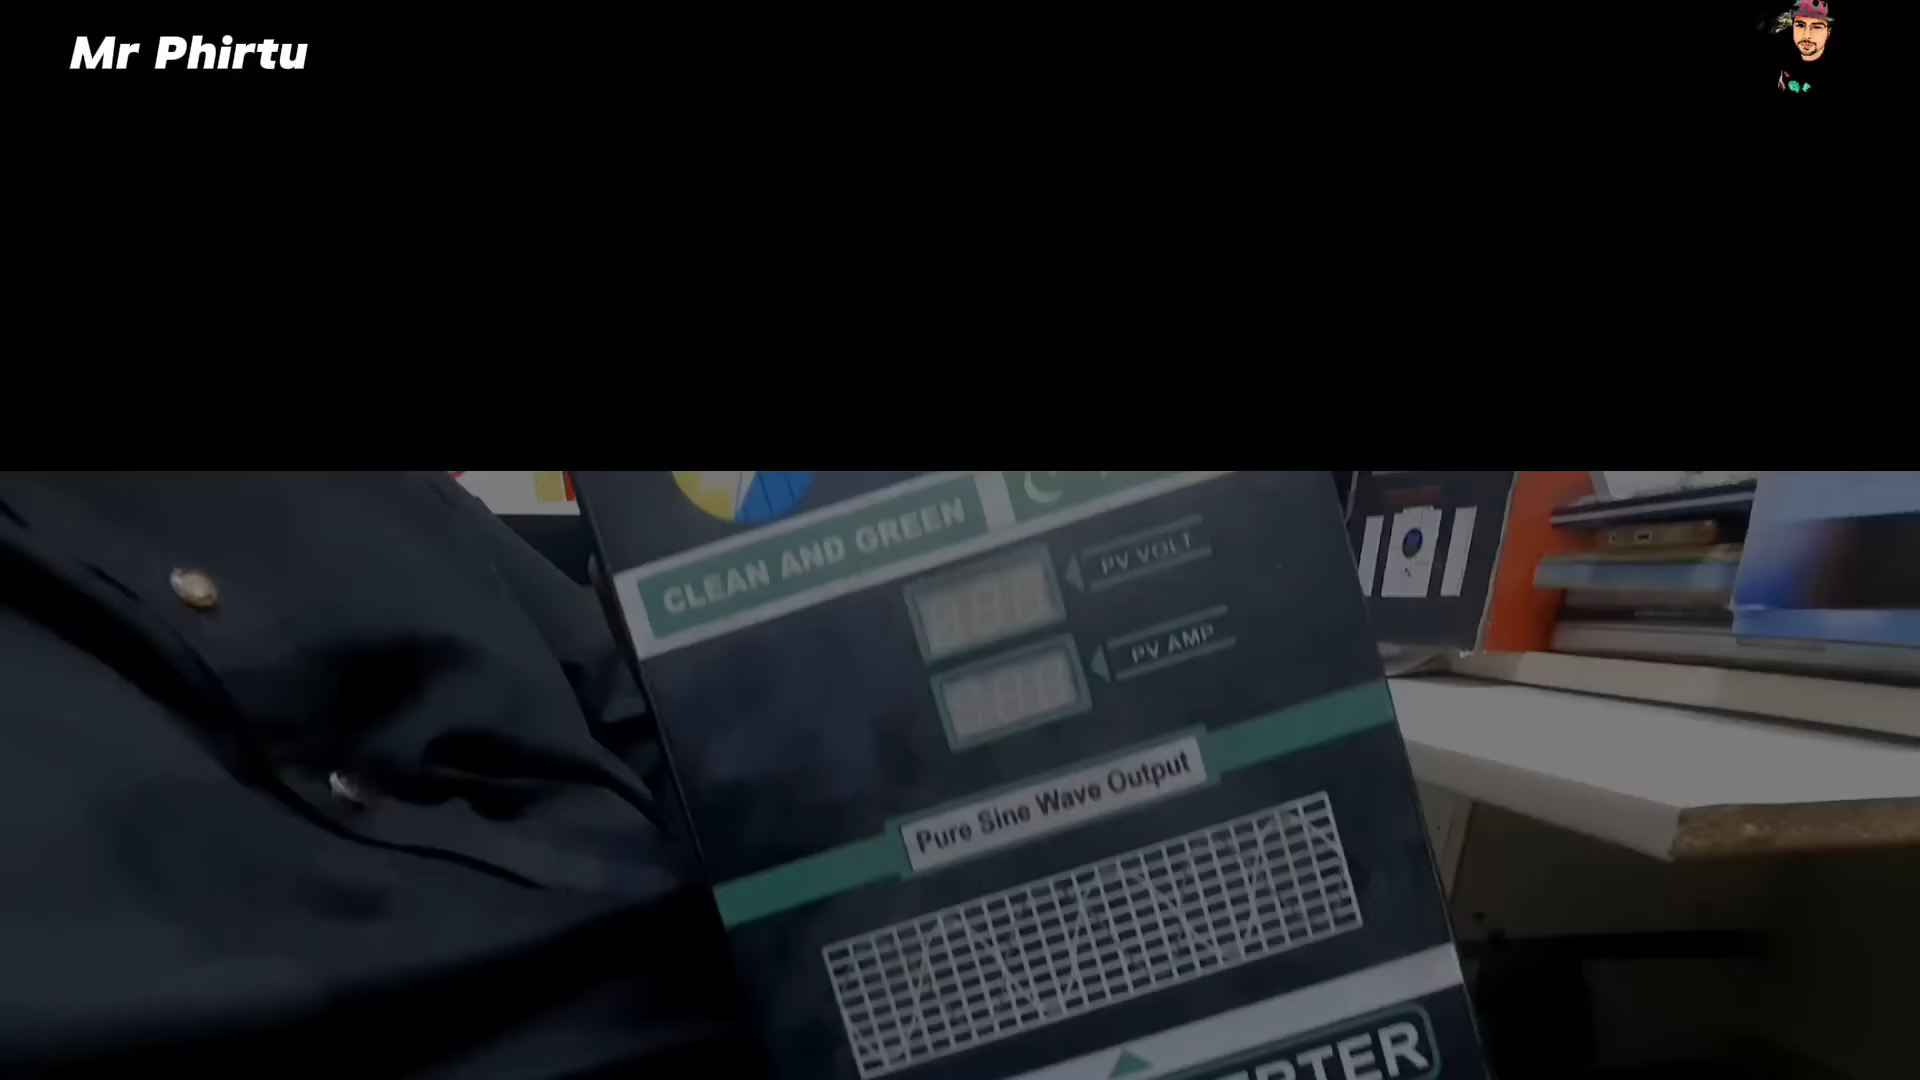 Mr Phirtu
CLEAN AND GREEN
PV VOLT
PV AMP
Pure Sine Wave Output